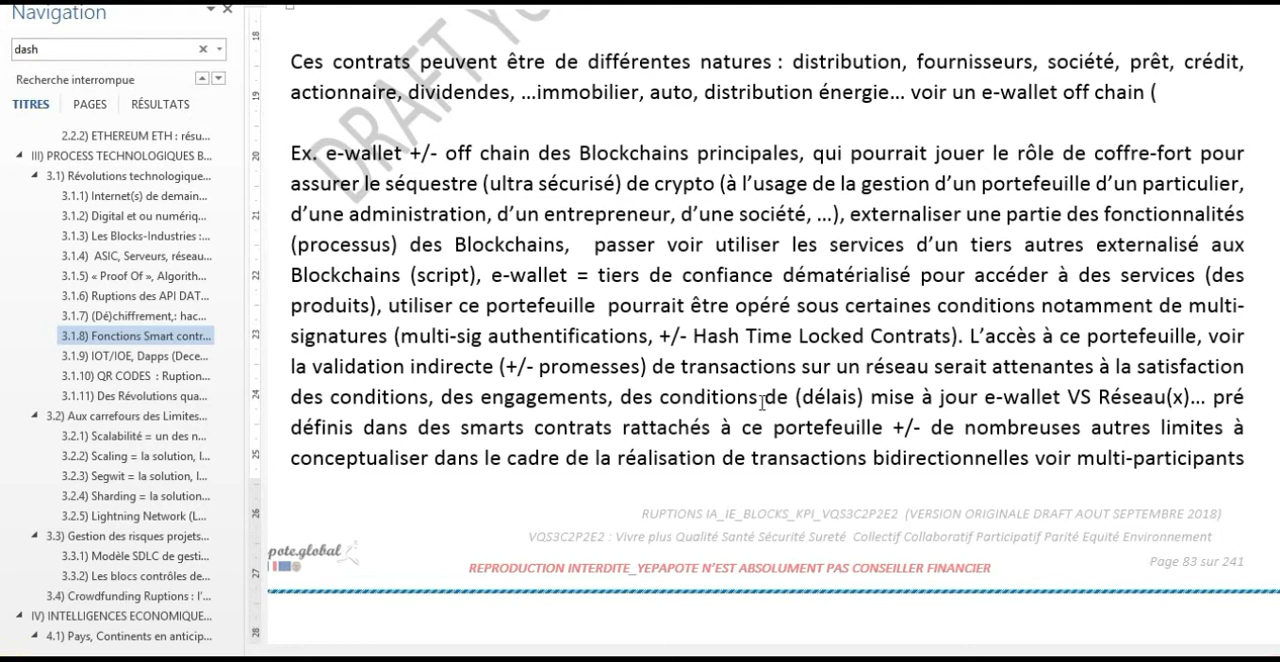 Navigation
dash
Recherche interrompue
TITRES PAGES RÉSULTATS
2.2.2) ETHEREUM ETH : résu...
III) PROCESS TECHNOLOGIQUES B...
3.1) Révolutions technologique...
3.1.1) Internet(s) de demain...
3.1.2) Digital et ou numériq...
3.1.3) Les Blocks-Industries :...
3.1.4) ASIC, Serveurs, réseau...
3.1.5) « Proof Of », Algorith...
3.1.6) Ruptions des API DAT...
3.1.7) (Dé)chiffrement,: hac...
3.1.8) Fonctions Smart contr...
3.1.9) IOT/IOE, Dapps (Dece...
3.1.10) QR CODES : Ruption...
3.1.11) Des Révolutions qua...
3.2) Aux carrefours des Limites...
3.2.1) Scalabilité = un des n...
3.2.2) Scaling = la solution, l...
3.2.3) Segwit = la solution, l...
3.2.4) Sharding = la solution...
3.2.5) Lightning Network (L...
3.3) Gestion des risques projets...
3.3.1) Modèle SDLC de gesti...
3.3.2) Les blocs contrôles de...
3.4) Crowdfunding Ruptions : l'...
IV) INTELLIGENCES ECONOMIQUE...
4.1) Pays, Continents en anticip...
18
19
20
21
22
23
24
25
26
27
28
DRAFT
Ces contrats peuvent être de différentes natures : distribution, fournisseurs, société, prêt, crédit,
actionnaire, dividendes, ...immobilier, auto, distribution énergie... voir un e-wallet off chain (
Ex. e-wallet +/- off chain des Blockchains principales, qui pourrait jouer le rôle de coffre-fort pour
assurer le séquestre (ultra sécurisé) de crypto (à l'usage de la gestion d'un portefeuille d'un particulier,
d'une administration, d'un entrepreneur, d'une société, ...), externaliser une partie des fonctionnalités
(processus) des Blockchains, passer voir utiliser les services d'un tiers autres externalisé aux
Blockchains (script), e-wallet = tiers de confiance dématérialisé pour accéder à des services (des
produits), utiliser ce portefeuille pourrait être opéré sous certaines conditions notamment de multi-
signatures (multi-sig authentifications, +/- Hash Time Locked Contrats). L'accès à ce portefeuille, voir
la validation indirecte (+/- promesses) de transactions sur un réseau serait attenantes à la satisfaction
des conditions, des engagements, des conditions de (délais) mise à jour e-wallet VS Réseau(x)... pré
définis dans des smarts contrats rattachés à ce portefeuille +/- de nombreuses autres limites à
conceptualiser dans le cadre de la réalisation de transactions bidirectionnelles voir multi-participants
RUPTIONS IA_IE_BLOCKS_KPI_VQS3C2P2E2 (VERSION ORIGINALE DRAFT AOUT SEPTEMBRE 2018)
VQS3C2P2E2 : Vivre plus Qualité Santé Sécurité Sureté Collectif Collaboratif Participatif Parité Equité Environnement
pote.global
Page 83 sur 241
REPRODUCTION INTERDITE_YEPAPOTE N'EST ABSOLUMENT PAS CONSEILLER FINANCIER